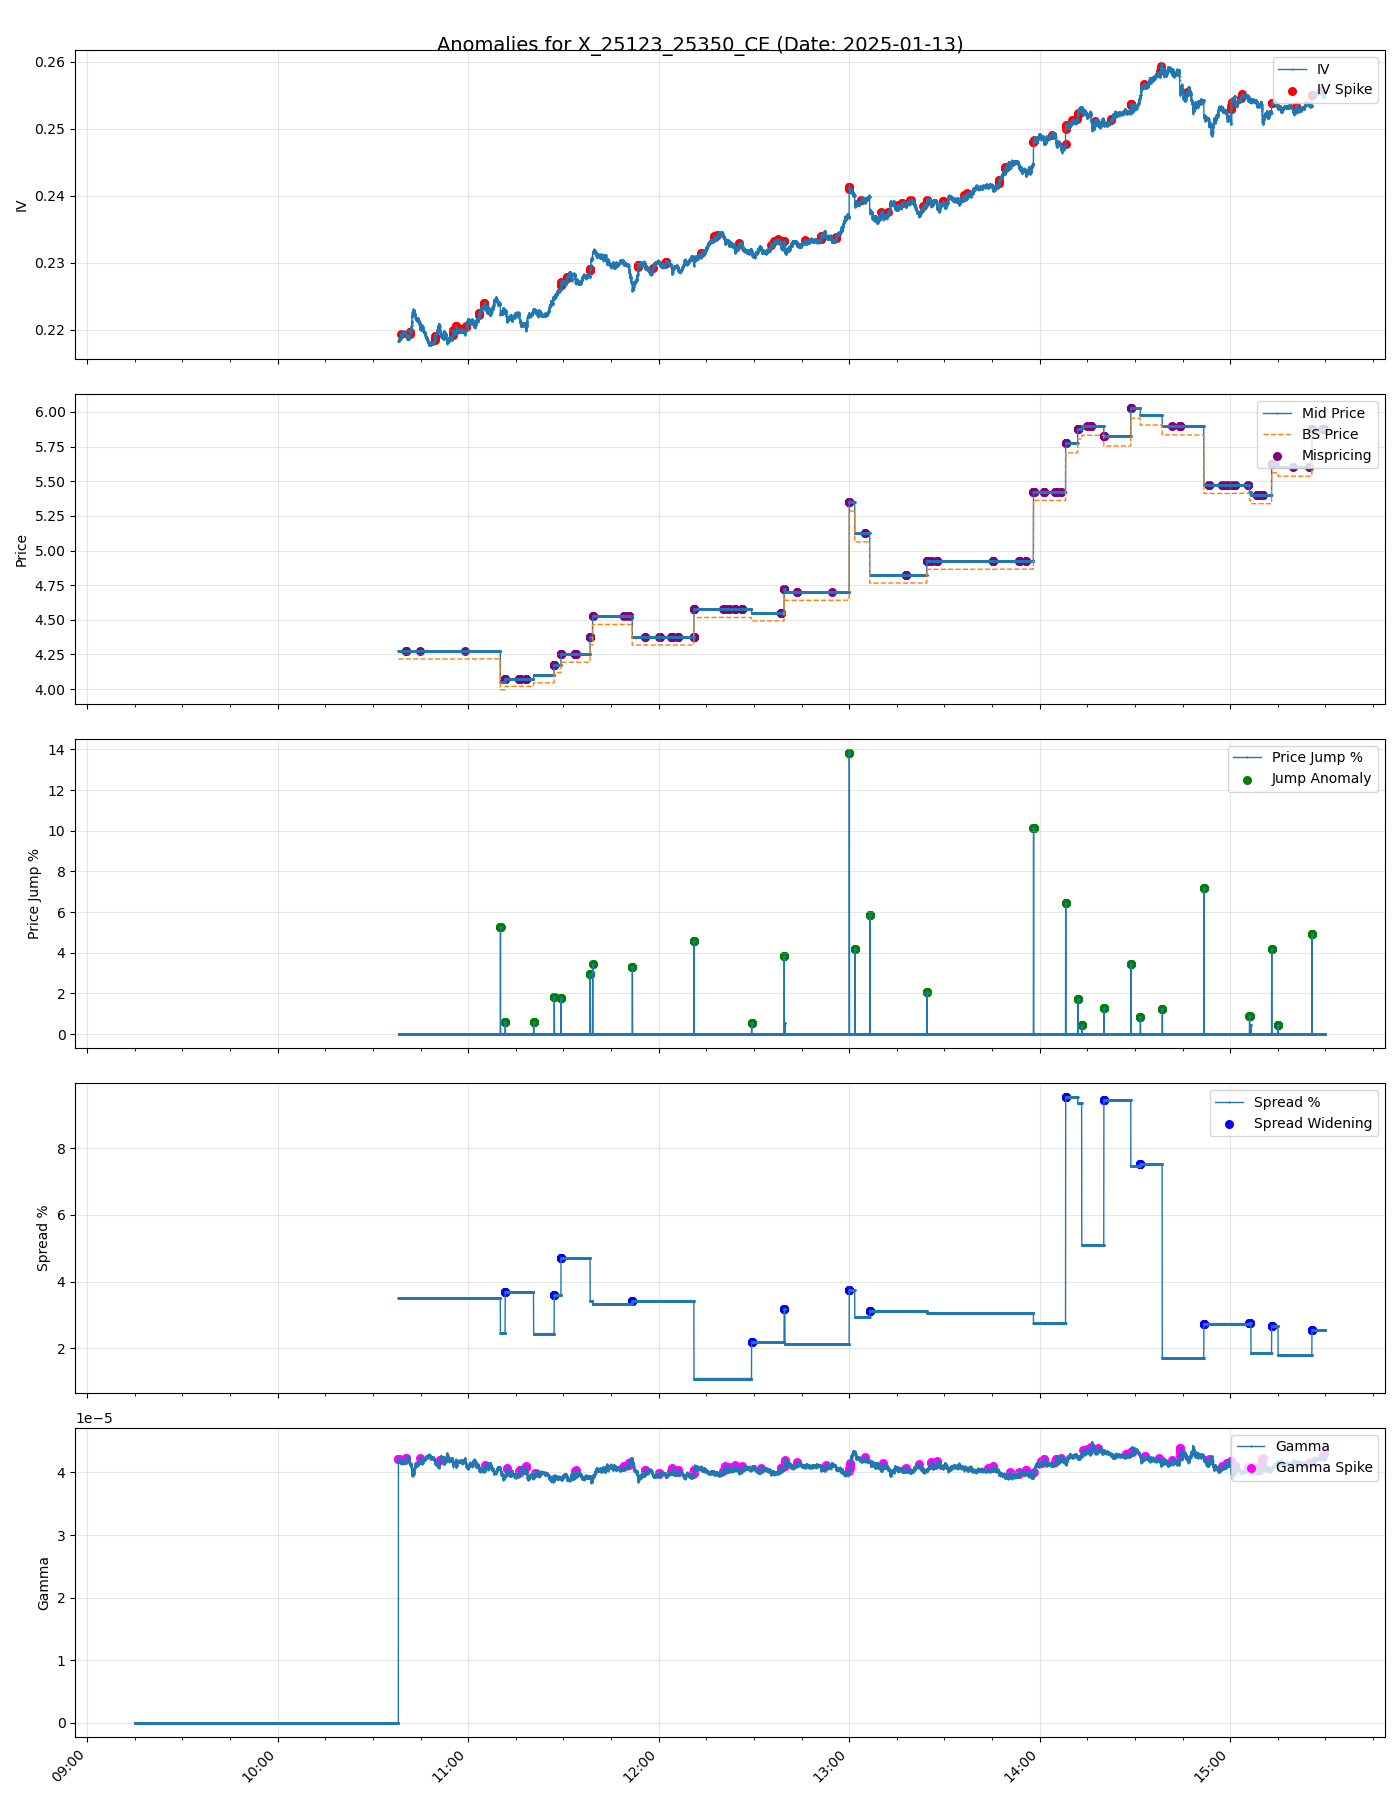 Anomalies for X_25123_25350_CE (Date: 2025-01-13)
0.26
0.25
0.24
0.23
0.22
IV
IV
IV Spike
6.00
5.75
5.50
5.25
5.00
4.75
4.50
4.25
4.00
Price
Mid Price
BS Price
Mispricing
14
12
10
8
6
4
2
0
Price Jump %
Price Jump %
Jump Anomaly
8
6
4
2
Spread %
Spread %
Spread Widening
1e−5
4
3
2
1
0
Gamma
Gamma
Gamma Spike
09:00
10:00
11:00
12:00
13:00
14:00
15:00